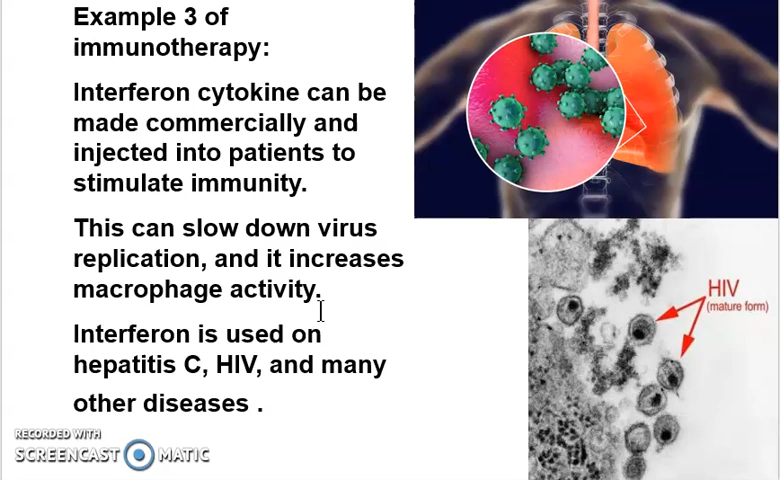 Example 3 of
immunotherapy:
Interferon cytokine can be
made commercially and
injected into patients to
stimulate immunity.
This can slow down virus
replication, and it increases
macrophage activity.
Interferon is used on
hepatitis C, HIV, and many
other diseases .
HIV
(mature form)
RECORDED WITH
SCREENCAST MATIC